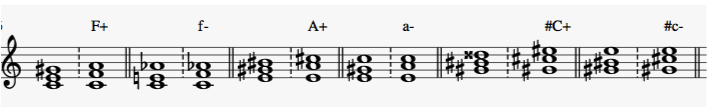 F+ f- A+ a- #C+ #c-